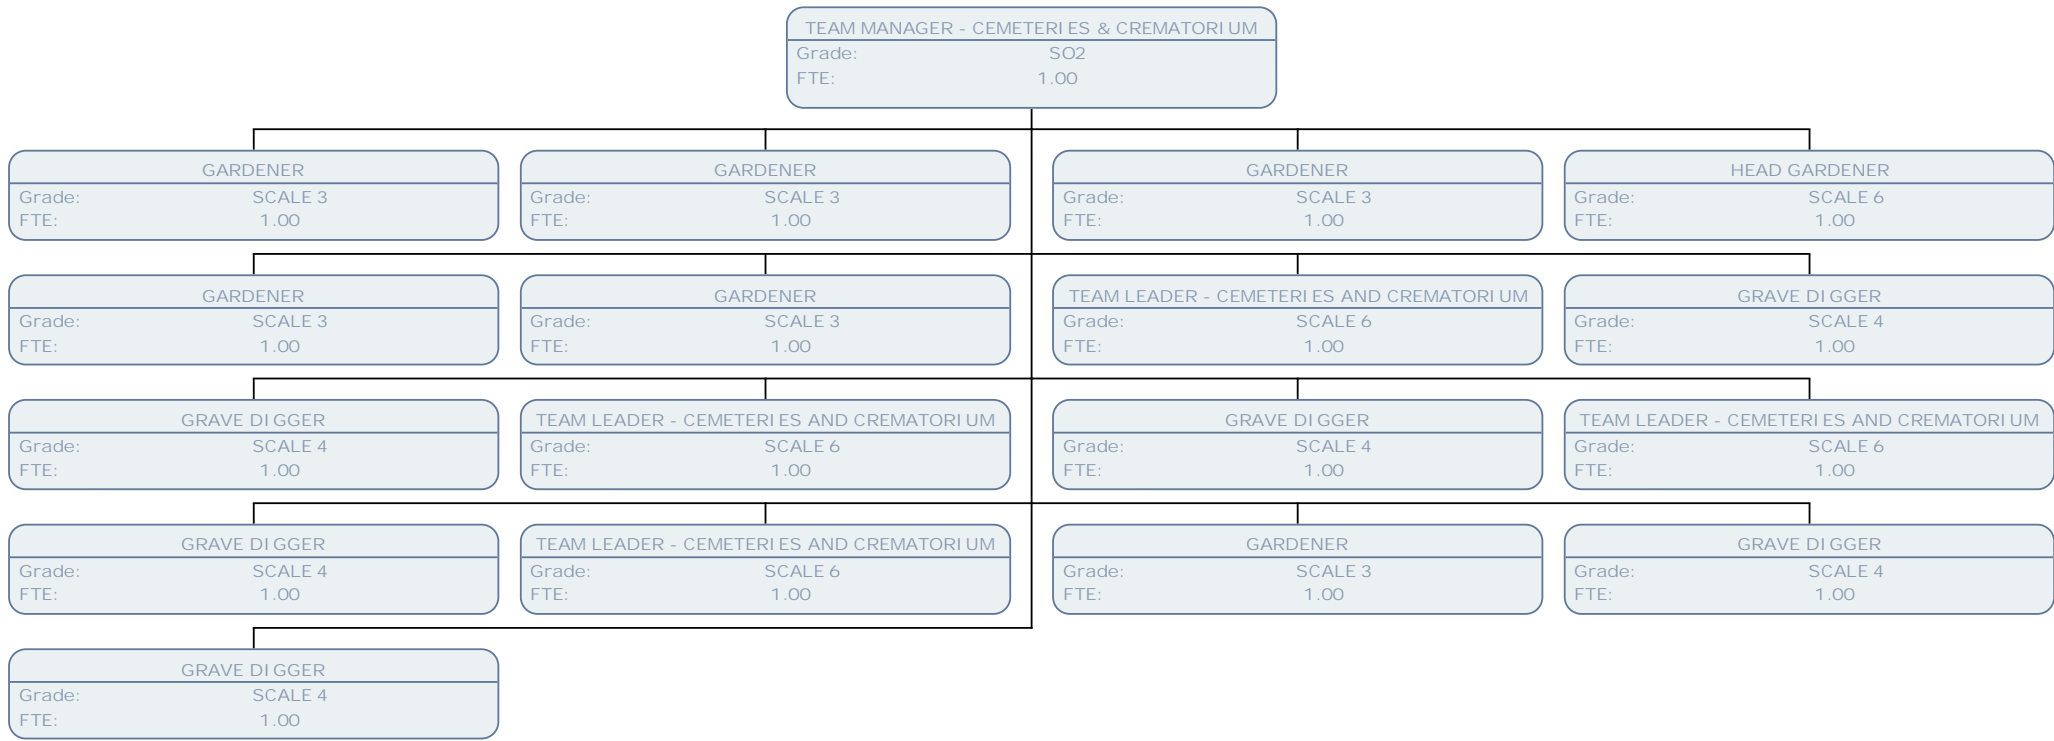 TEAM MANAGER - CEMETERIES & CREMATORIUM
Grade: SO2
FTE: 1.00
GARDENER
Grade: SCALE 3
FTE: 1.00
GARDENER
Grade: SCALE 3
FTE: 1.00
GARDENER
Grade: SCALE 3
FTE: 1.00
HEAD GARDENER
Grade: SCALE 6
FTE: 1.00
GARDENER
Grade: SCALE 3
FTE: 1.00
GARDENER
Grade: SCALE 3
FTE: 1.00
TEAM LEADER - CEMETERIES AND CREMATORIUM
Grade: SCALE 6
FTE: 1.00
GRAVE DIGGER
Grade: SCALE 4
FTE: 1.00
GRAVE DIGGER
Grade: SCALE 4
FTE: 1.00
TEAM LEADER - CEMETERIES AND CREMATORIUM
Grade: SCALE 6
FTE: 1.00
GRAVE DIGGER
Grade: SCALE 4
FTE: 1.00
TEAM LEADER - CEMETERIES AND CREMATORIUM
Grade: SCALE 6
FTE: 1.00
GRAVE DIGGER
Grade: SCALE 4
FTE: 1.00
TEAM LEADER - CEMETERIES AND CREMATORIUM
Grade: SCALE 6
FTE: 1.00
GARDENER
Grade: SCALE 3
FTE: 1.00
GRAVE DIGGER
Grade: SCALE 4
FTE: 1.00
GRAVE DIGGER
Grade: SCALE 4
FTE: 1.00